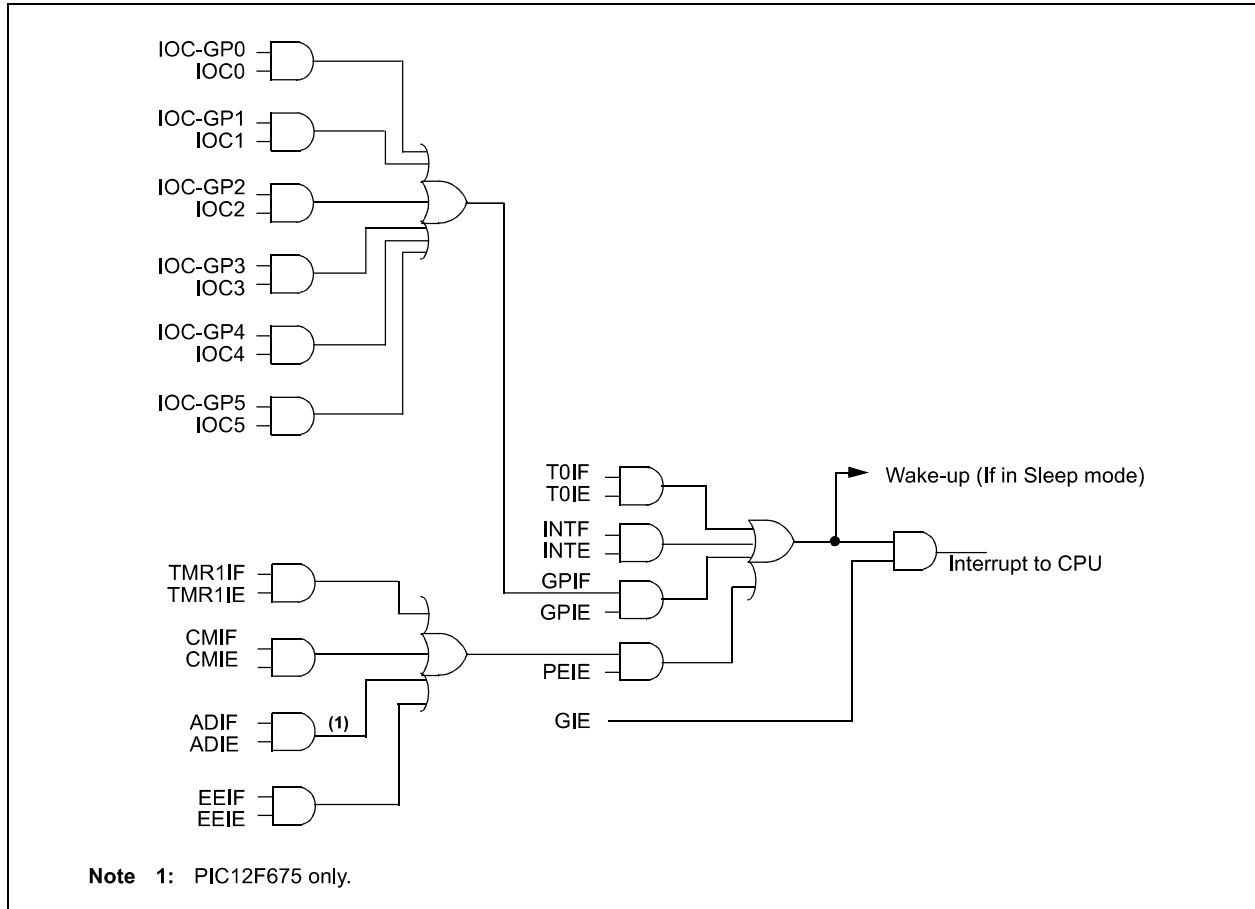 IOC-GP0
IOC0
IOC-GP1
IOC1
IOC-GP2
IOC2
IOC-GP3
IOC3
IOC-GP4
IOC4
IOC-GP5
IOC5
T0IF
T0IE
Wake-up (If in Sleep mode)
INTF
INTE
Interrupt to CPU
TMR1IF
TMR1IE
GPIF
GPIE
CMIF
CMIE
PEIE
ADIF
ADIE
(1)
GIE
EEIF
EEIE
Note 1: PIC12F675 only.